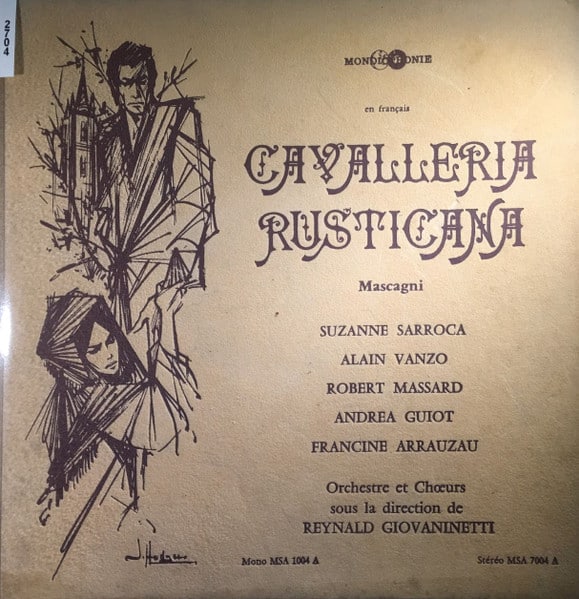 2704
MONDIOPHONIE
en français
CAVALLERIA
RUSTICANA
Mascagni
SUZANNE SARROCA
ALAIN VANZO
ROBERT MASSARD
ANDREA GUIOT
FRANCINE ARRAUZAU
Orchestre et Chœurs
sous la direction de
REYNALD GIOVANINETTI
J. Hodges
Mono MSA 1004 A
Stéréo MSA 7004 A